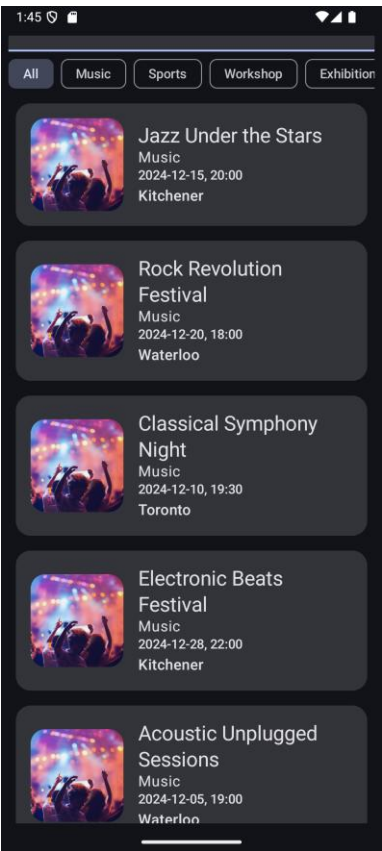 1:45
All Music Sports Workshop Exhibition
Jazz Under the Stars
Music
2024-12-15, 20:00
Kitchener
Rock Revolution
Festival
Music
2024-12-20, 18:00
Waterloo
Classical Symphony
Night
Music
2024-12-10, 19:30
Toronto
Electronic Beats
Festival
Music
2024-12-28, 22:00
Kitchener
Acoustic Unplugged
Sessions
Music
2024-12-05, 19:00
Waterloo